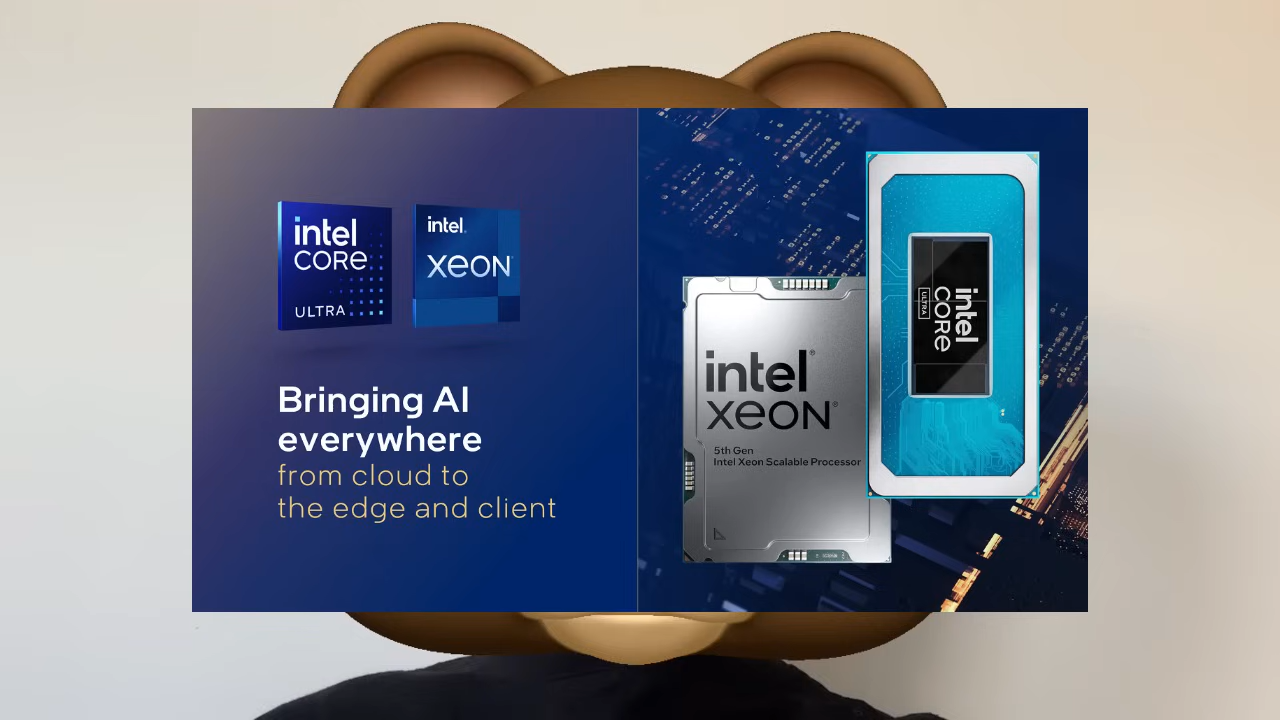 intel
CORE
ULTRA
intel.
xeon
Bringing AI
everywhere
from cloud to
the edge and client
intel®
xeon®
5th Gen
Intel Xeon Scalable Processor
intel
CORE
ULTRA